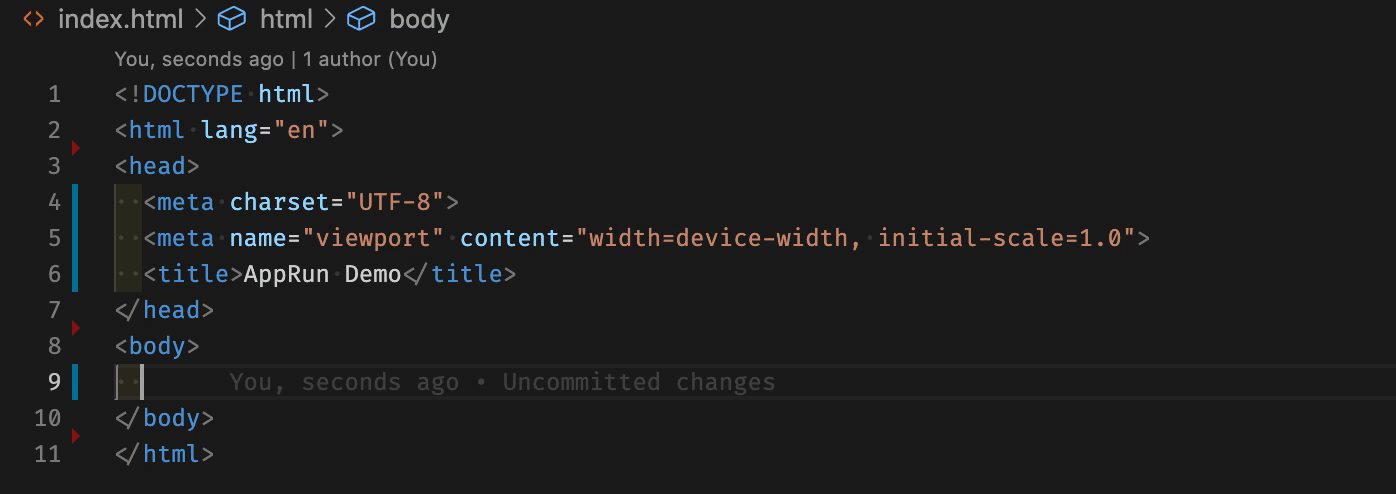 index.html > html > body
You, seconds ago | 1 author (You)
1 <!DOCTYPE html>
2 <html lang="en">
3 <head>
4   <meta charset="UTF-8">
5   <meta name="viewport" content="width=device-width, initial-scale=1.0">
6   <title>AppRun Demo</title>
7 </head>
8 <body>
9   You, seconds ago • Uncommitted changes
10 </body>
11 </html>